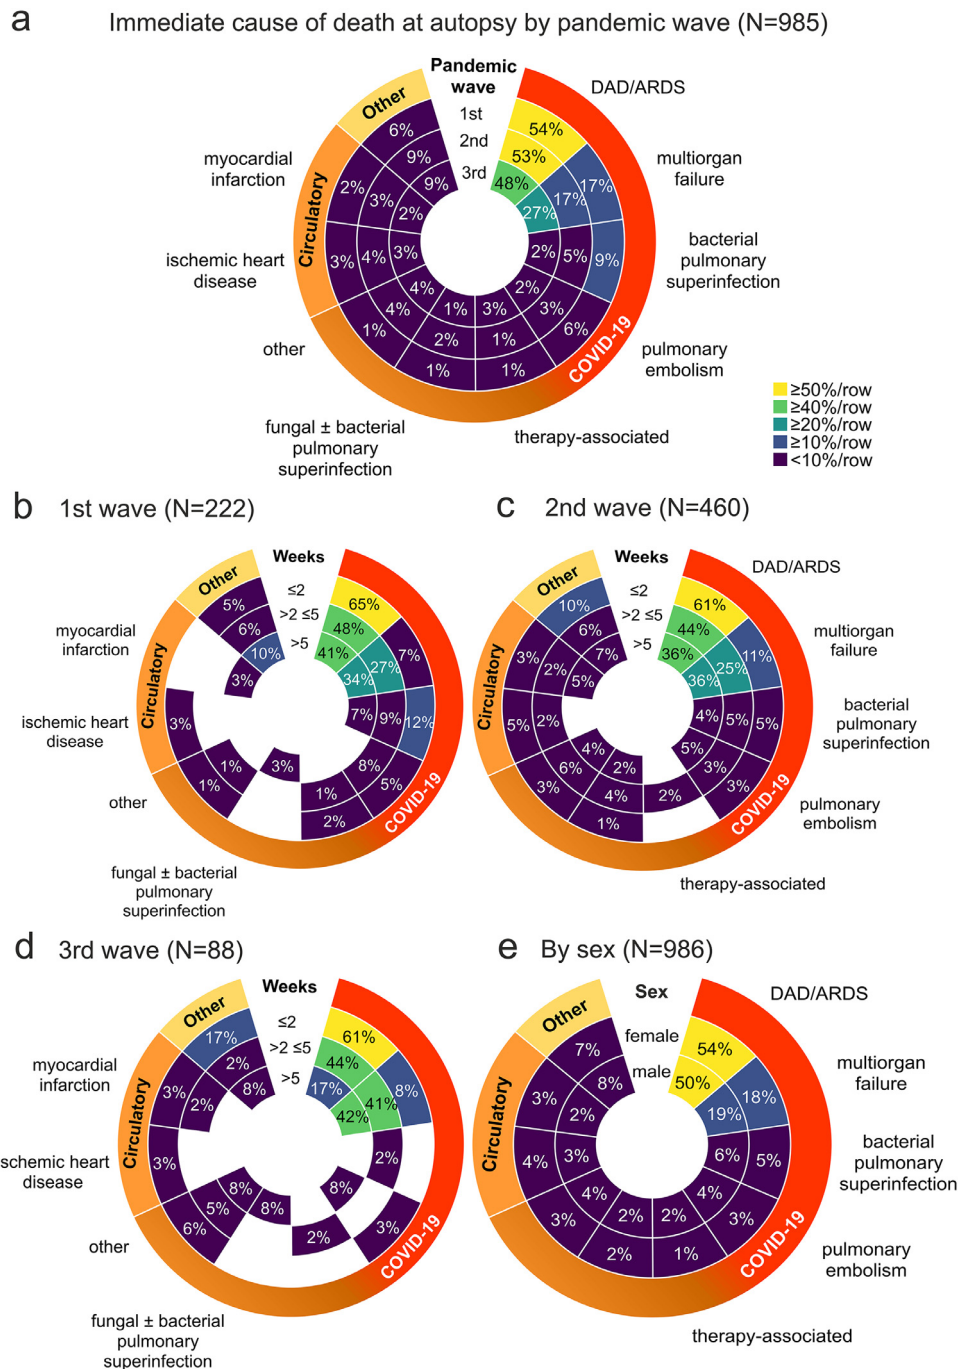 a
Immediate cause of death at autopsy by pandemic wave (N=985)
Pandemic
wave
1st
2nd
3rd
Other
Circulatory
COVID-19
DAD/ARDS
multiorgan
failure
bacterial
pulmonary
superinfection
pulmonary
embolism
therapy-associated
fungal ± bacterial
pulmonary
superinfection
other
ischemic heart
disease
myocardial
infarction
54%
53%
48%
17%
17%
27%
9%
5%
2%
6%
2%
1%
1%
3%
1%
2%
1%
1%
4%
4%
3%
4%
3%
2%
3%
2%
6%
9%
9%
≥50%/row
≥40%/row
≥20%/row
≥10%/row
<10%/row
b
1st wave (N=222)
Weeks
≤2
>2 ≤5
>5
Other
Circulatory
COVID-19
myocardial
infarction
ischemic heart
disease
other
fungal ± bacterial
pulmonary
superinfection
65%
48%
41%
7%
27%
34%
12%
9%
7%
5%
8%
2%
1%
3%
1%
1%
3%
3%
5%
6%
10%
c
2nd wave (N=460)
Weeks
≤2
>2 ≤5
>5
Other
Circulatory
COVID-19
DAD/ARDS
multiorgan
failure
bacterial
pulmonary
superinfection
pulmonary
embolism
therapy-associated
61%
44%
36%
11%
25%
36%
5%
5%
4%
3%
3%
5%
2%
1%
4%
2%
3%
6%
4%
5%
2%
3%
2%
5%
10%
6%
7%
d
3rd wave (N=88)
Weeks
≤2
>2 ≤5
>5
Other
Circulatory
COVID-19
myocardial
infarction
schemic heart
disease
other
fungal ± bacterial
pulmonary
superinfection
61%
44%
17%
8%
41%
42%
2%
3%
8%
2%
8%
6%
5%
8%
3%
3%
2%
17%
2%
8%
e
By sex (N=986)
Sex
female
male
Other
Circulatory
COVID-19
DAD/ARDS
multiorgan
failure
bacterial
pulmonary
superinfection
pulmonary
embolism
therapy-associated
54%
50%
18%
19%
5%
6%
3%
4%
1%
2%
2%
2%
3%
4%
4%
3%
3%
2%
7%
8%